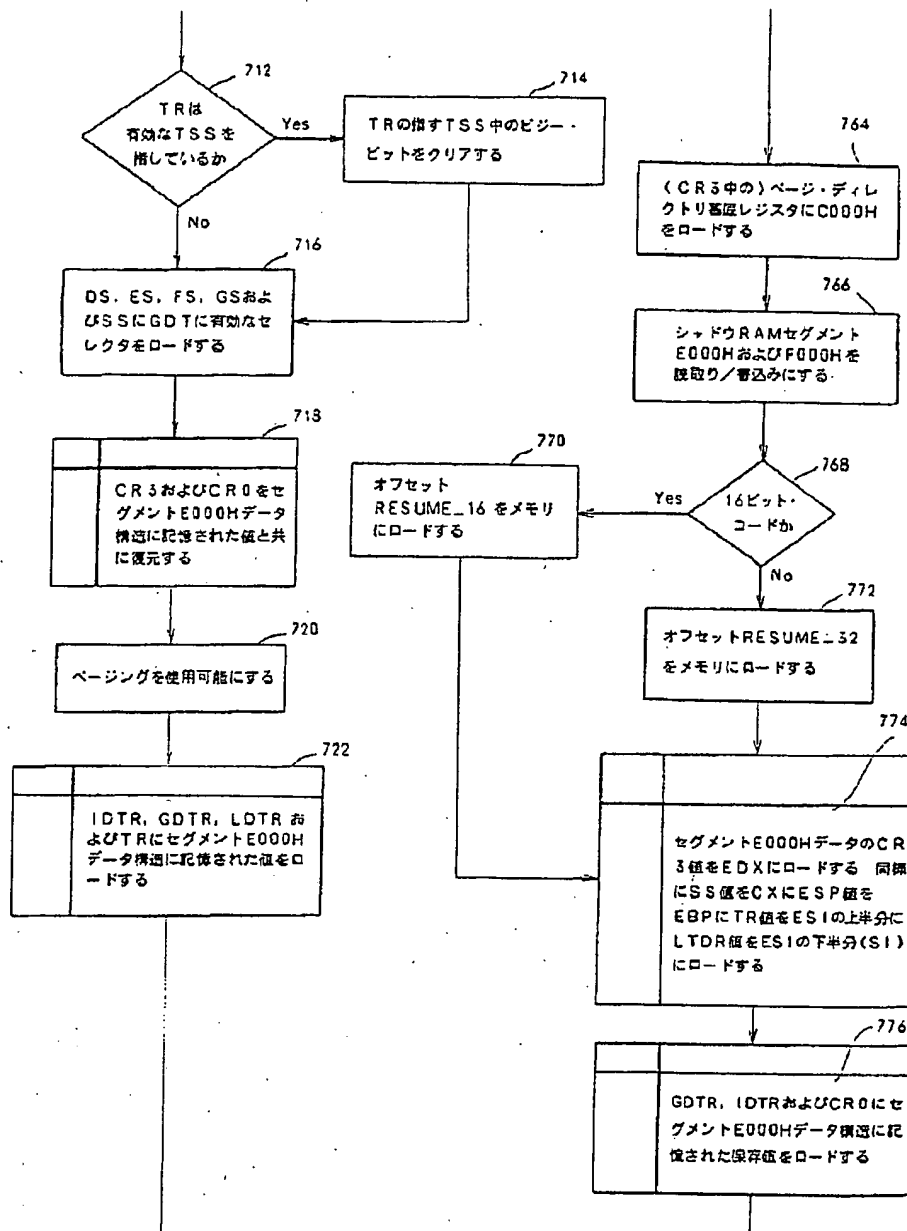 712
TRは
有効なTSSを
指しているか
Yes
No
714
TRの指すTSS中のビジー・
ビットをクリアする
716
DS, ES, FS, GSおよ
びSSにGDTに有効なセ
レクタをロードする
718
CR3およびCR0をセ
グメントE000Hデータ
構造に記憶された値と共
に復元する
720
ページングを使用可能にする
722
IDTR, GDTR, LDTRお
よびTRにセグメントE000H
データ構造に記憶された値をロ
ードする
764
(CR3中の)ページ・ディレ
クトリ基底レジスタにC000H
をロードする
766
シャドウRAMセグメント
E000HおよびF000Hを
読取り/書込みにする
768
16ビット・
コードか
Yes
No
770
オフセット
RESUME_16をメモリ
にロードする
772
オフセットRESUME_32
をメモリにロードする
774
セグメントE000HデータのCR
3値をEDXにロードする 同様
にSS値をCXにESP値を
EBPにTR値をESIの上半分に
LTDR値をESIの下半分(SI)
にロードする
776
GDTR, IDTRおよびCR0にセ
グメントE000Hデータ構造に記
憶された保存値をロードする